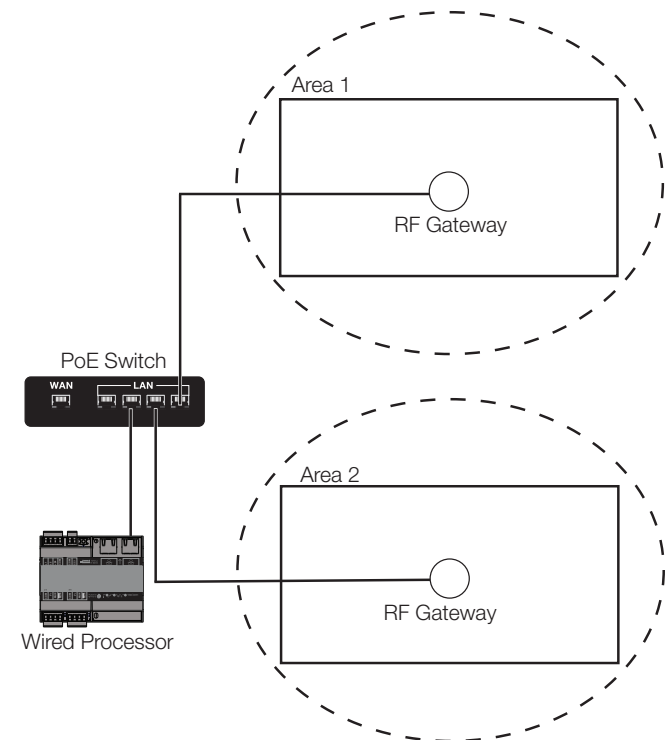 Area 1
RF Gateway
PoE Switch
WAN
LAN
Area 2
RF Gateway
Wired Processor